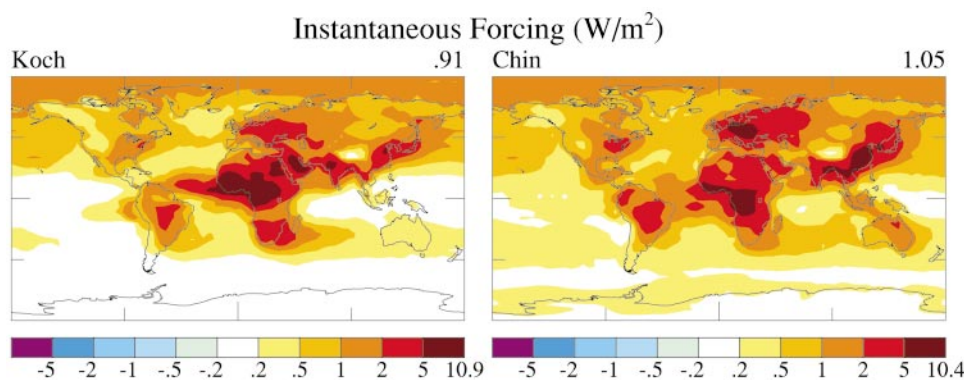 Instantaneous Forcing (W/m²)
Koch .91 Chin 1.05
-5 -2 -1 -.5 -.2 .2 .5 1 2 5 10.9 -5 -2 -1 -.5 -.2 .2 .5 1 2 5 10.4